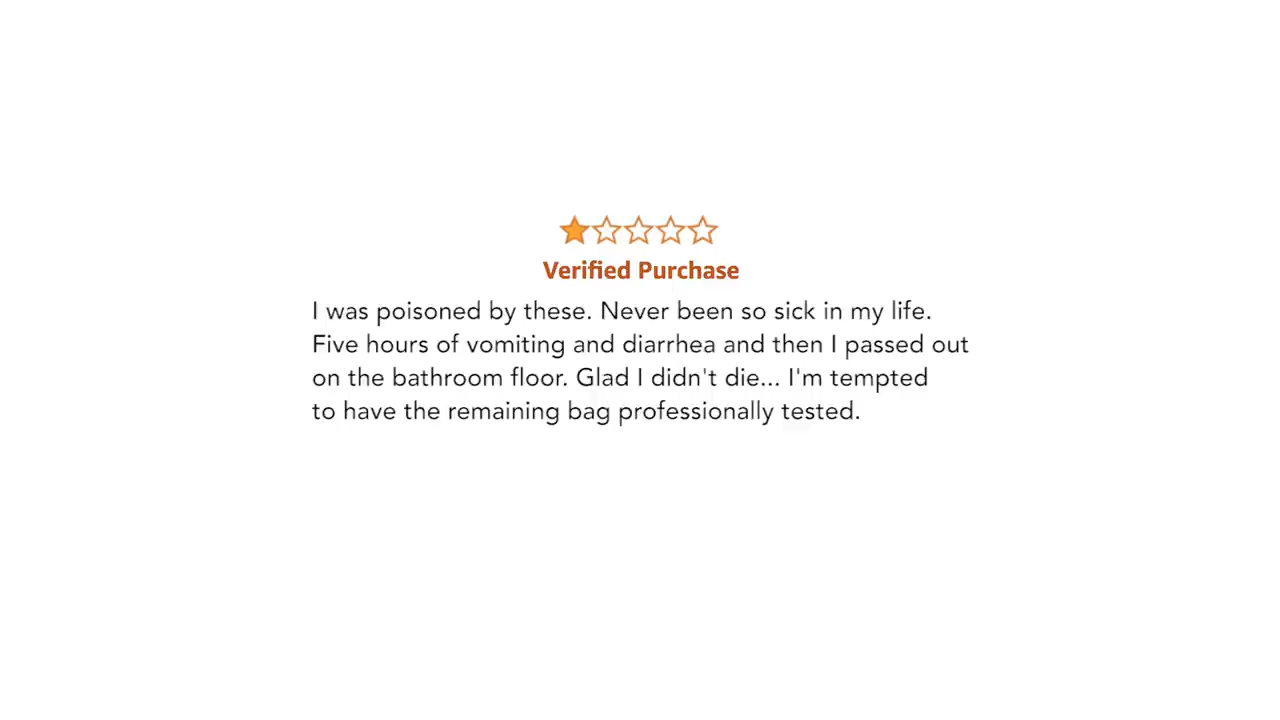 Verified Purchase
I was poisoned by these. Never been so sick in my life.
Five hours of vomiting and diarrhea and then I passed out
on the bathroom floor. Glad I didn't die... I'm tempted
to have the remaining bag professionally tested.